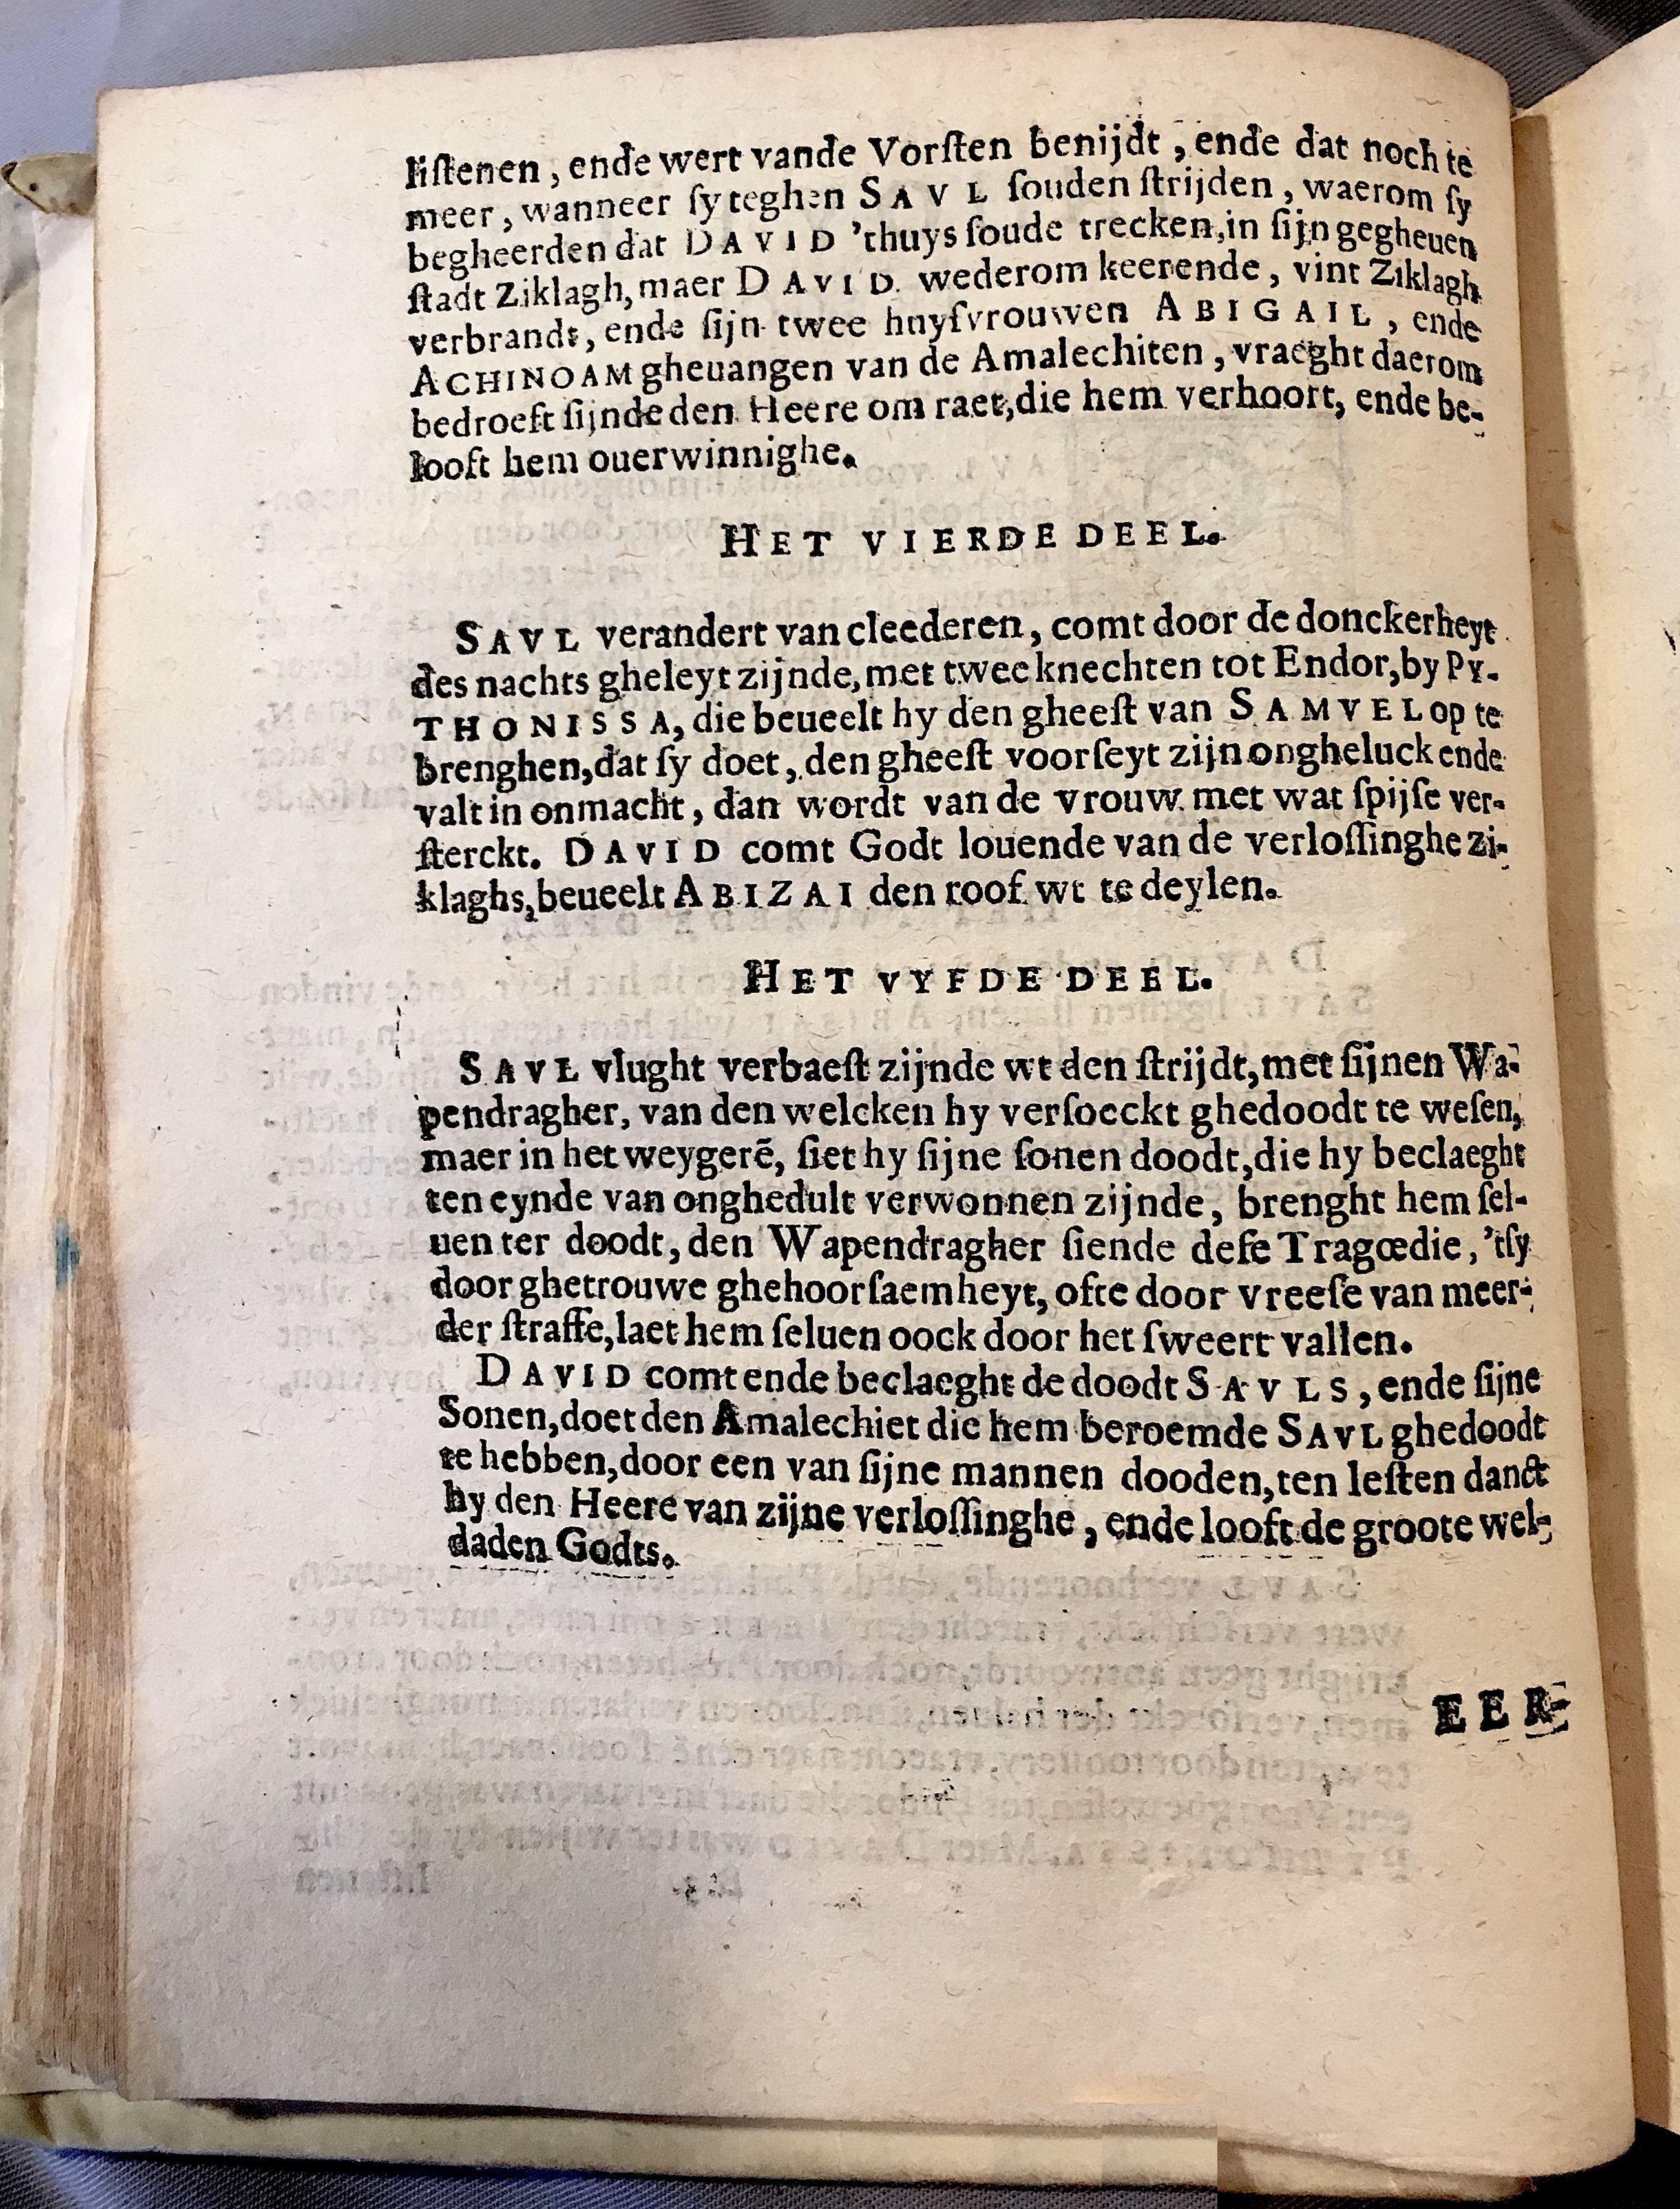 liſtenen, ende wert vande Vorſten benijdt, ende dat noch te
meer, wanneer ſy teghen SAVL ſouden ſtrijden, waerom ſy
begheerden dat DAVID 'thuys ſoude trecken, in ſijn gegheuen
ſtadt Ziklagh, maer DAVID wederom keerende, vint Ziklagh
verbrandt, ende ſijn twee huyſvrouwen ABIGAIL, ende
ACHINOAM gheuangen van de Amalechiten, vraeght daerom
bedroeft ſijnde den Heere om raet, die hem verhoort, ende be-
looft hem ouerwinnighe.
HET VIERDE DEEL.
SAVL verandert van cleederen, comt door de donckerheyt
des nachts gheleyt zijnde, met twee knechten tot Endor, by PY-
THONISSA, die beueelt hy den gheeſt van SAMVEL op te
brenghen, dat ſy doet, den gheeſt voorſeyt zijn ongheluck ende
valt in onmacht, dan wordt van de vrouw met wat ſpijſe ver-
ſterckt. DAVID comt Godt louende van de verloſſinghe zi-
klaghs, beueelt ABIZAI den roof wt te deylen.
HET VYFDE DEEL.
SAVL vlught verbaeſt zijnde wt den ſtrijdt, met ſijnen Wa-
pendragher, van den welcken hy verſoeckt ghedoodt te weſen,
maer in het weygerē, ſiet hy ſijne ſonen doodt, die hy beclaeght
ten eynde van onghedult verwonnen zijnde, brenght hem ſel-
uen ter doodt, den Wapendragher ſiende deſe Tragœdie, 'tſy
door ghetrouwe ghehoorſaemheyt, ofte door vreeſe van meer-
der ſtraffe, laet hem ſeluen oock door het ſweert vallen.
DAVID comt ende beclaeght de doodt SAVLS, ende ſijne
Sonen, doet den Amalechiet die hem beroemde SAVL ghedoodt
te hebben, door een van ſijne mannen dooden, ten leſten danct
hy den Heere van zijne verloſſinghe, ende looft de groote wel-
daden Godts.
EER-